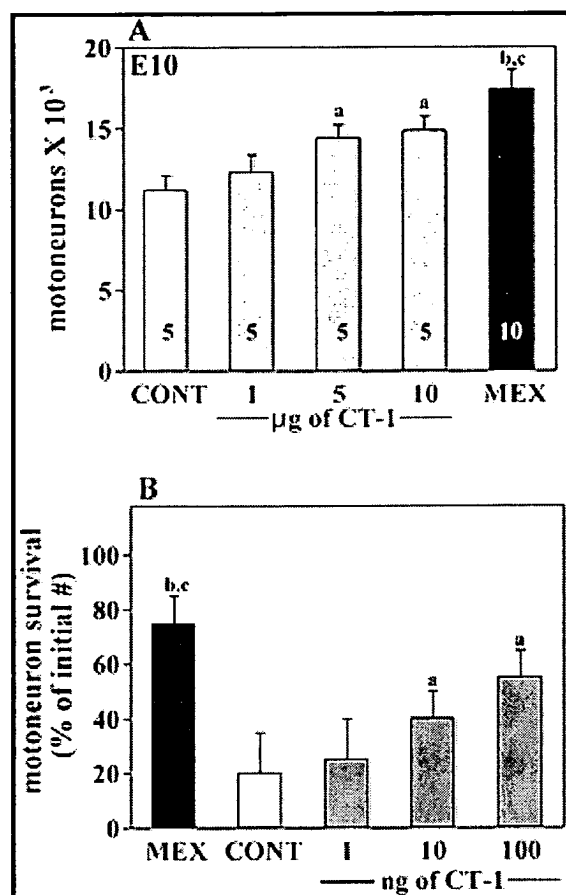 A
E10
motoneurons X 10⁻³
20
15
10
5
0
a
a
b,c
5
5
5
5
10
CONT 1 5 10 MEX
μg of CT-1
B
motoneuron survival
(% of initial #)
100
80
60
40
20
0
b,c
a
a
MEX CONT 1 10 100
ng of CT-1